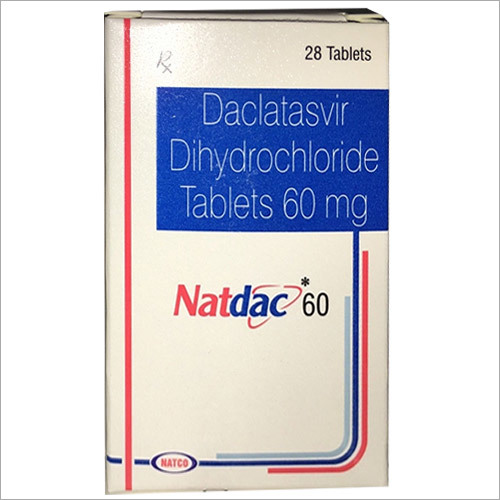 Rx
28 Tablets
Daclatasvir
Dihydrochloride
Tablets 60 mg
Natdac*60
NATCO